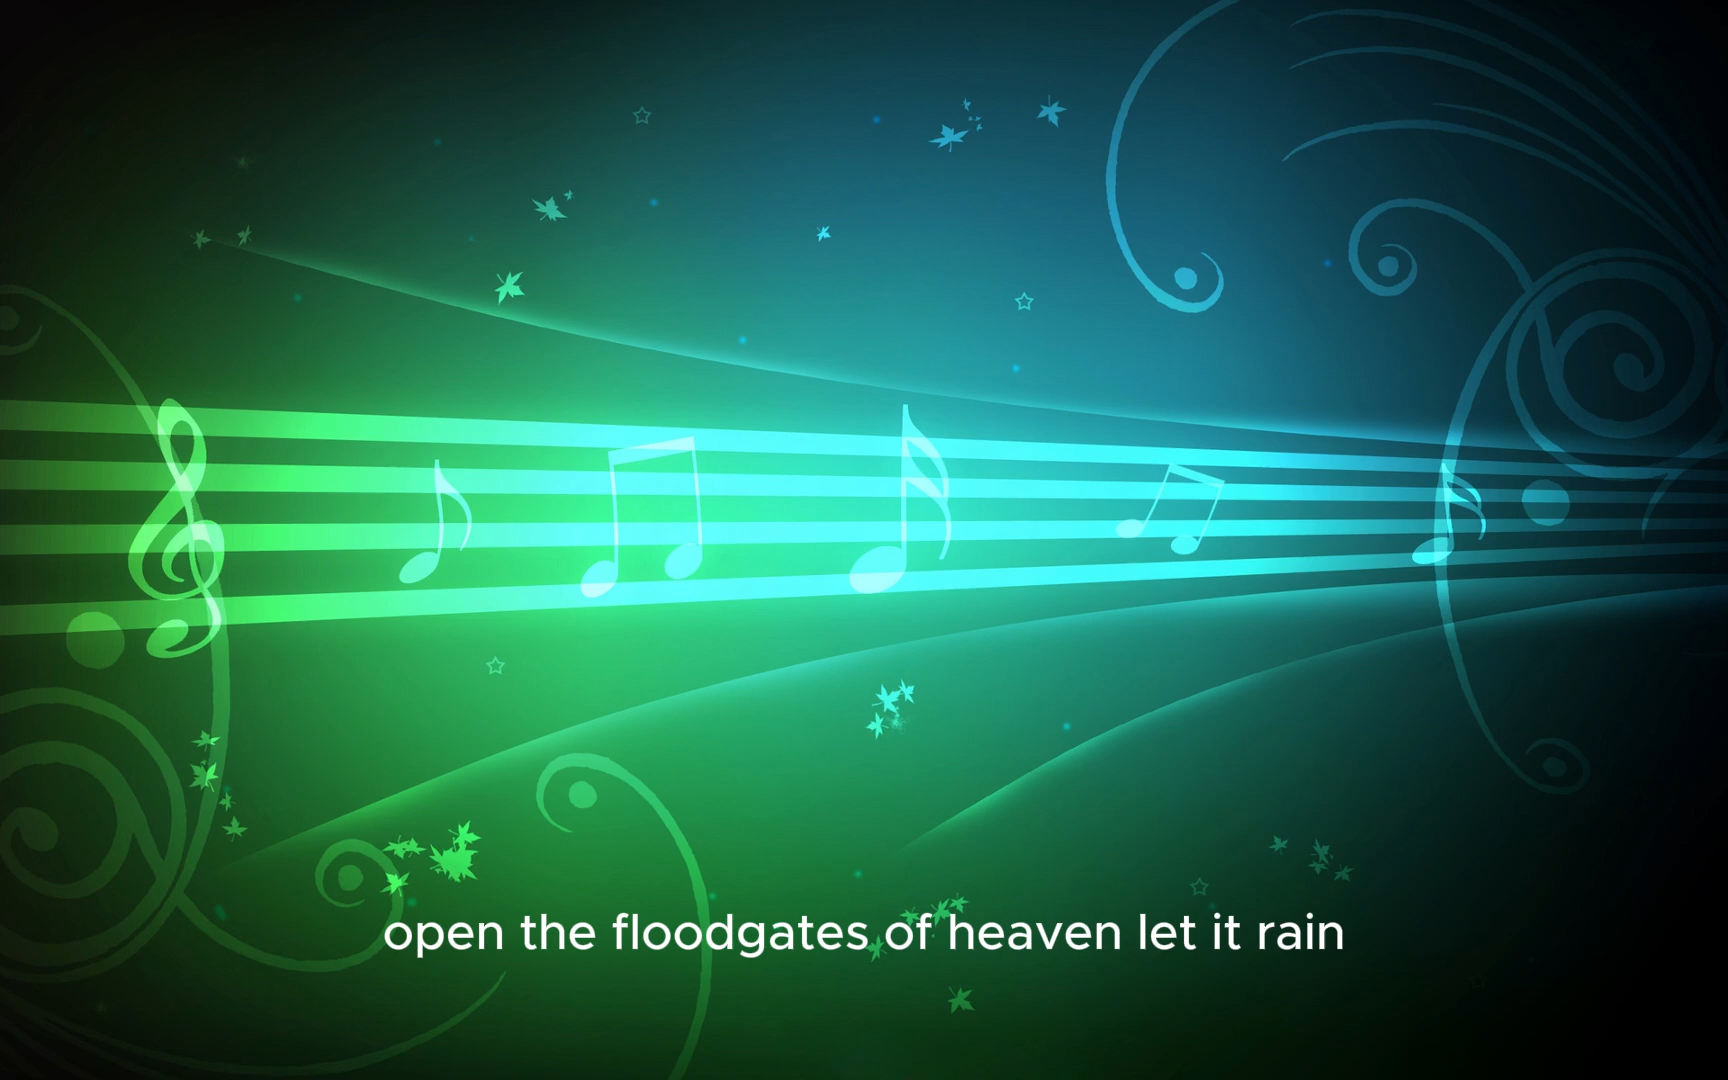 open the floodgates of heaven let it rain